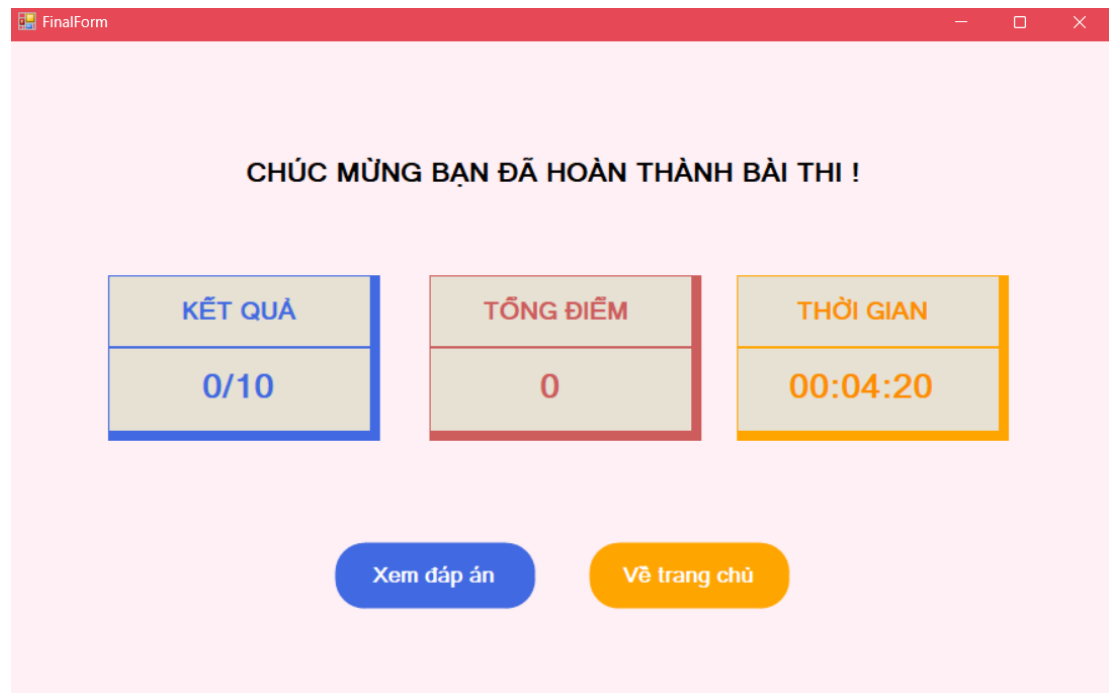 FinalForm
CHÚC MỪNG BẠN ĐÃ HOÀN THÀNH BÀI THI !
KẾT QUẢ
0/10
TỔNG ĐIỂM
0
THỜI GIAN
00:04:20
Xem đáp án
Về trang chủ